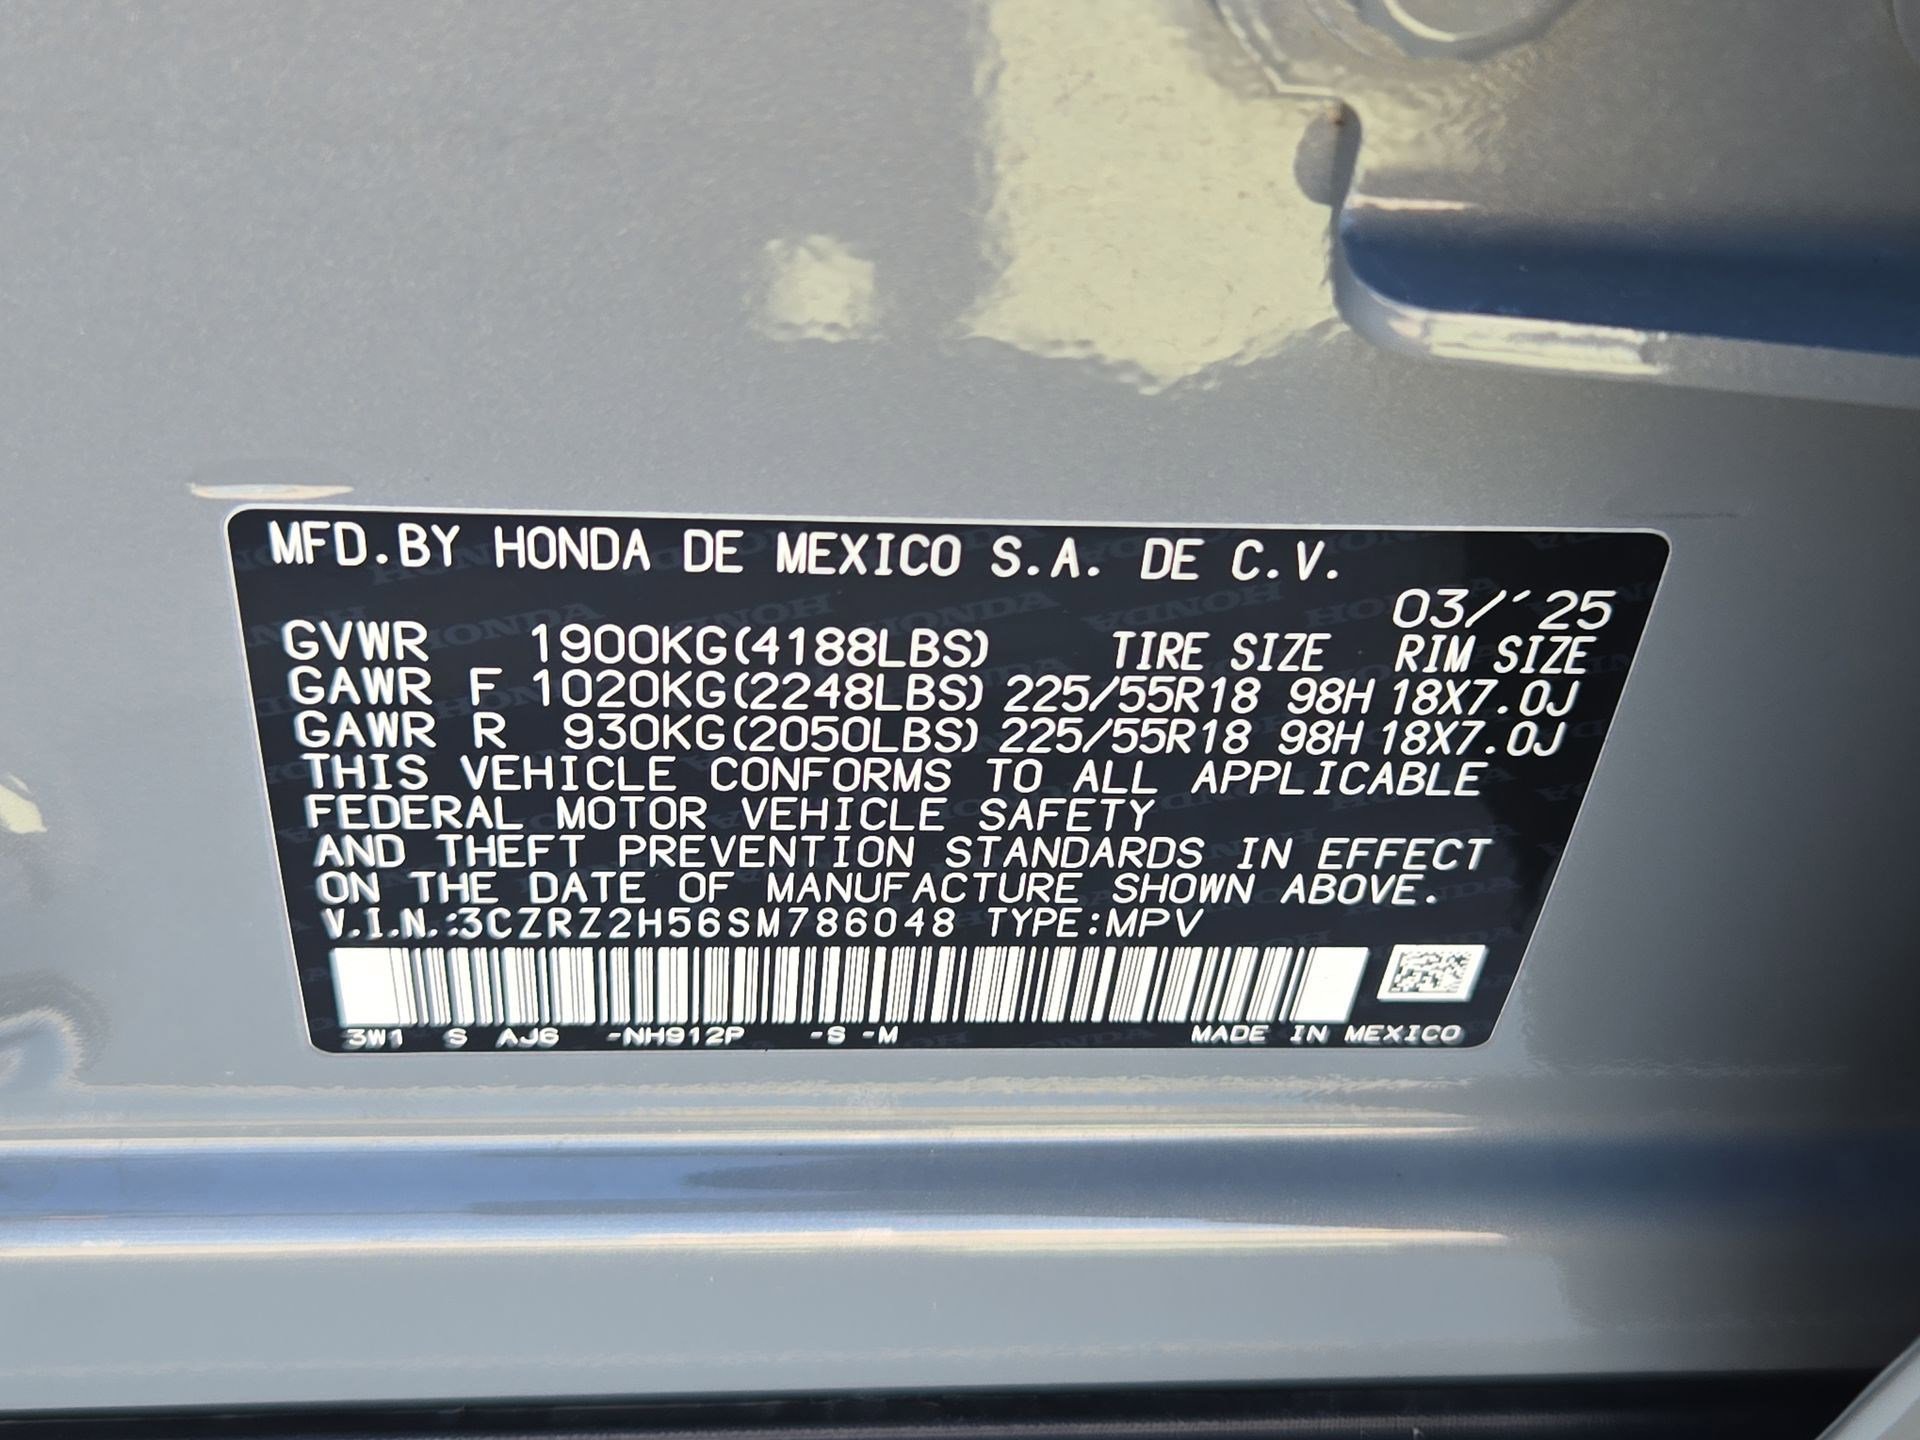 MFD.BY HONDA DE MEXICO S.A. DE C.V.
03/'25
GVWR 1900KG(4188LBS) TIRE SIZE RIM SIZE
GAWR F 1020KG(2248LBS) 225/55R18 98H 18X7.0J
GAWR R 930KG(2050LBS) 225/55R18 98H 18X7.0J
THIS VEHICLE CONFORMS TO ALL APPLICABLE
FEDERAL MOTOR VEHICLE SAFETY
AND THEFT PREVENTION STANDARDS IN EFFECT
ON THE DATE OF MANUFACTURE SHOWN ABOVE.
V.I.N.:3CZRZ2H56SM786048 TYPE:MPV
3W1 S AJ6 -NH912P -S -M MADE IN MEXICO